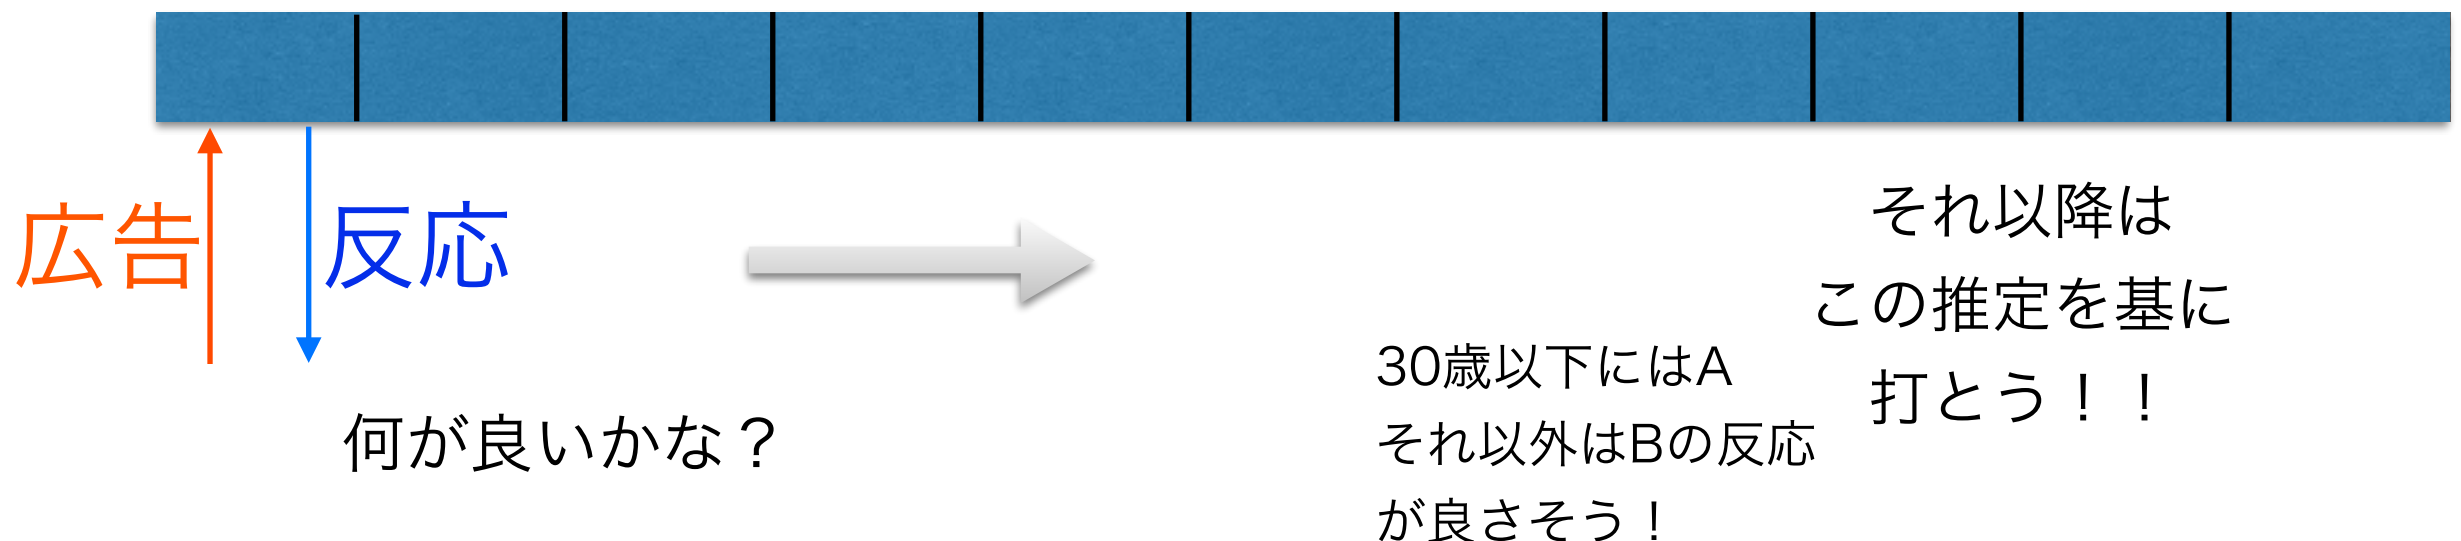 広告
反応
何が良いかな？
30歳以下にはA
それ以外はBの反応
が良さそう！
それ以降は
この推定を基に
打とう！！